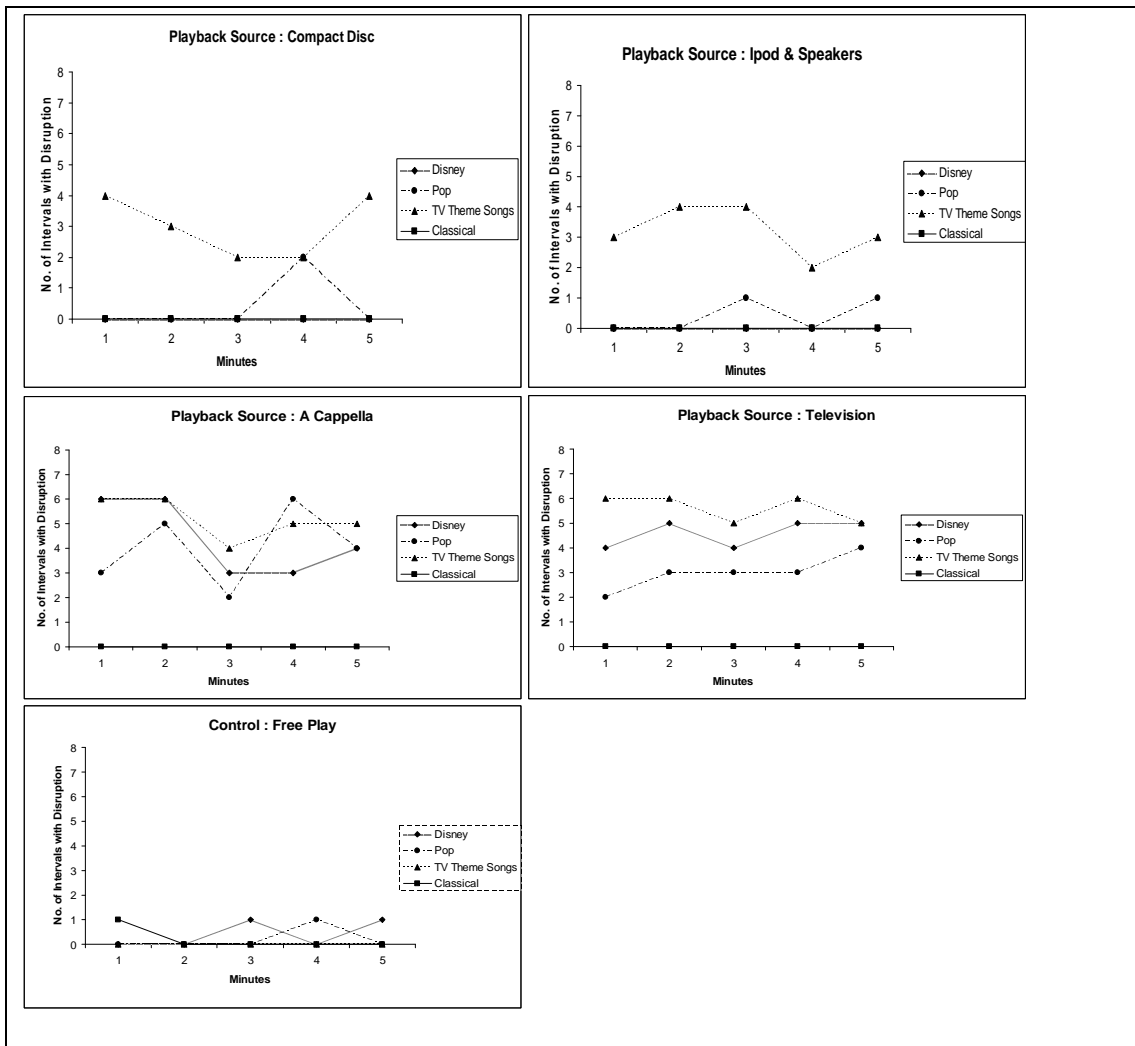 Playback Source : Compact Disc
No. of Intervals with Disruption
8
7
6
5
4
3
2
1
0
1 2 3 4 5
Minutes
Disney
Pop
TV Theme Songs
Classical
Playback Source : Ipod & Speakers
No. of Intervals with Disruption
8
7
6
5
4
3
2
1
0
1 2 3 4 5
Minutes
Disney
Pop
TV Theme Songs
Classical
Playback Source : A Cappella
No. of Intervals with Disruption
8
7
6
5
4
3
2
1
0
1 2 3 4 5
Minutes
Disney
Pop
TV Theme Songs
Classical
Playback Source : Television
No. of Intervals with Disruption
8
7
6
5
4
3
2
1
0
1 2 3 4 5
Minutes
Disney
Pop
TV Theme Songs
Classical
Control : Free Play
No. of Intervals with Disruption
8
7
6
5
4
3
2
1
0
1 2 3 4 5
Minutes
Disney
Pop
TV Theme Songs
Classical